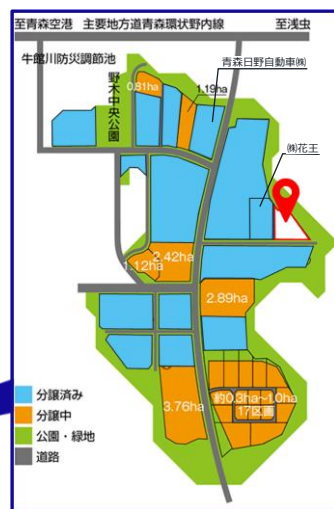 至青森空港 主要地方道青森環状野内線 至浅虫
牛館川防災調節池
野木中央公園
0.81ha
1.19ha
青森日野自動車㈱
㈱花王
2.42ha
1.12ha
2.89ha
3.76ha
約0.3ha~1.0ha
17区画
分譲済み
分譲中
公園・緑地
道路